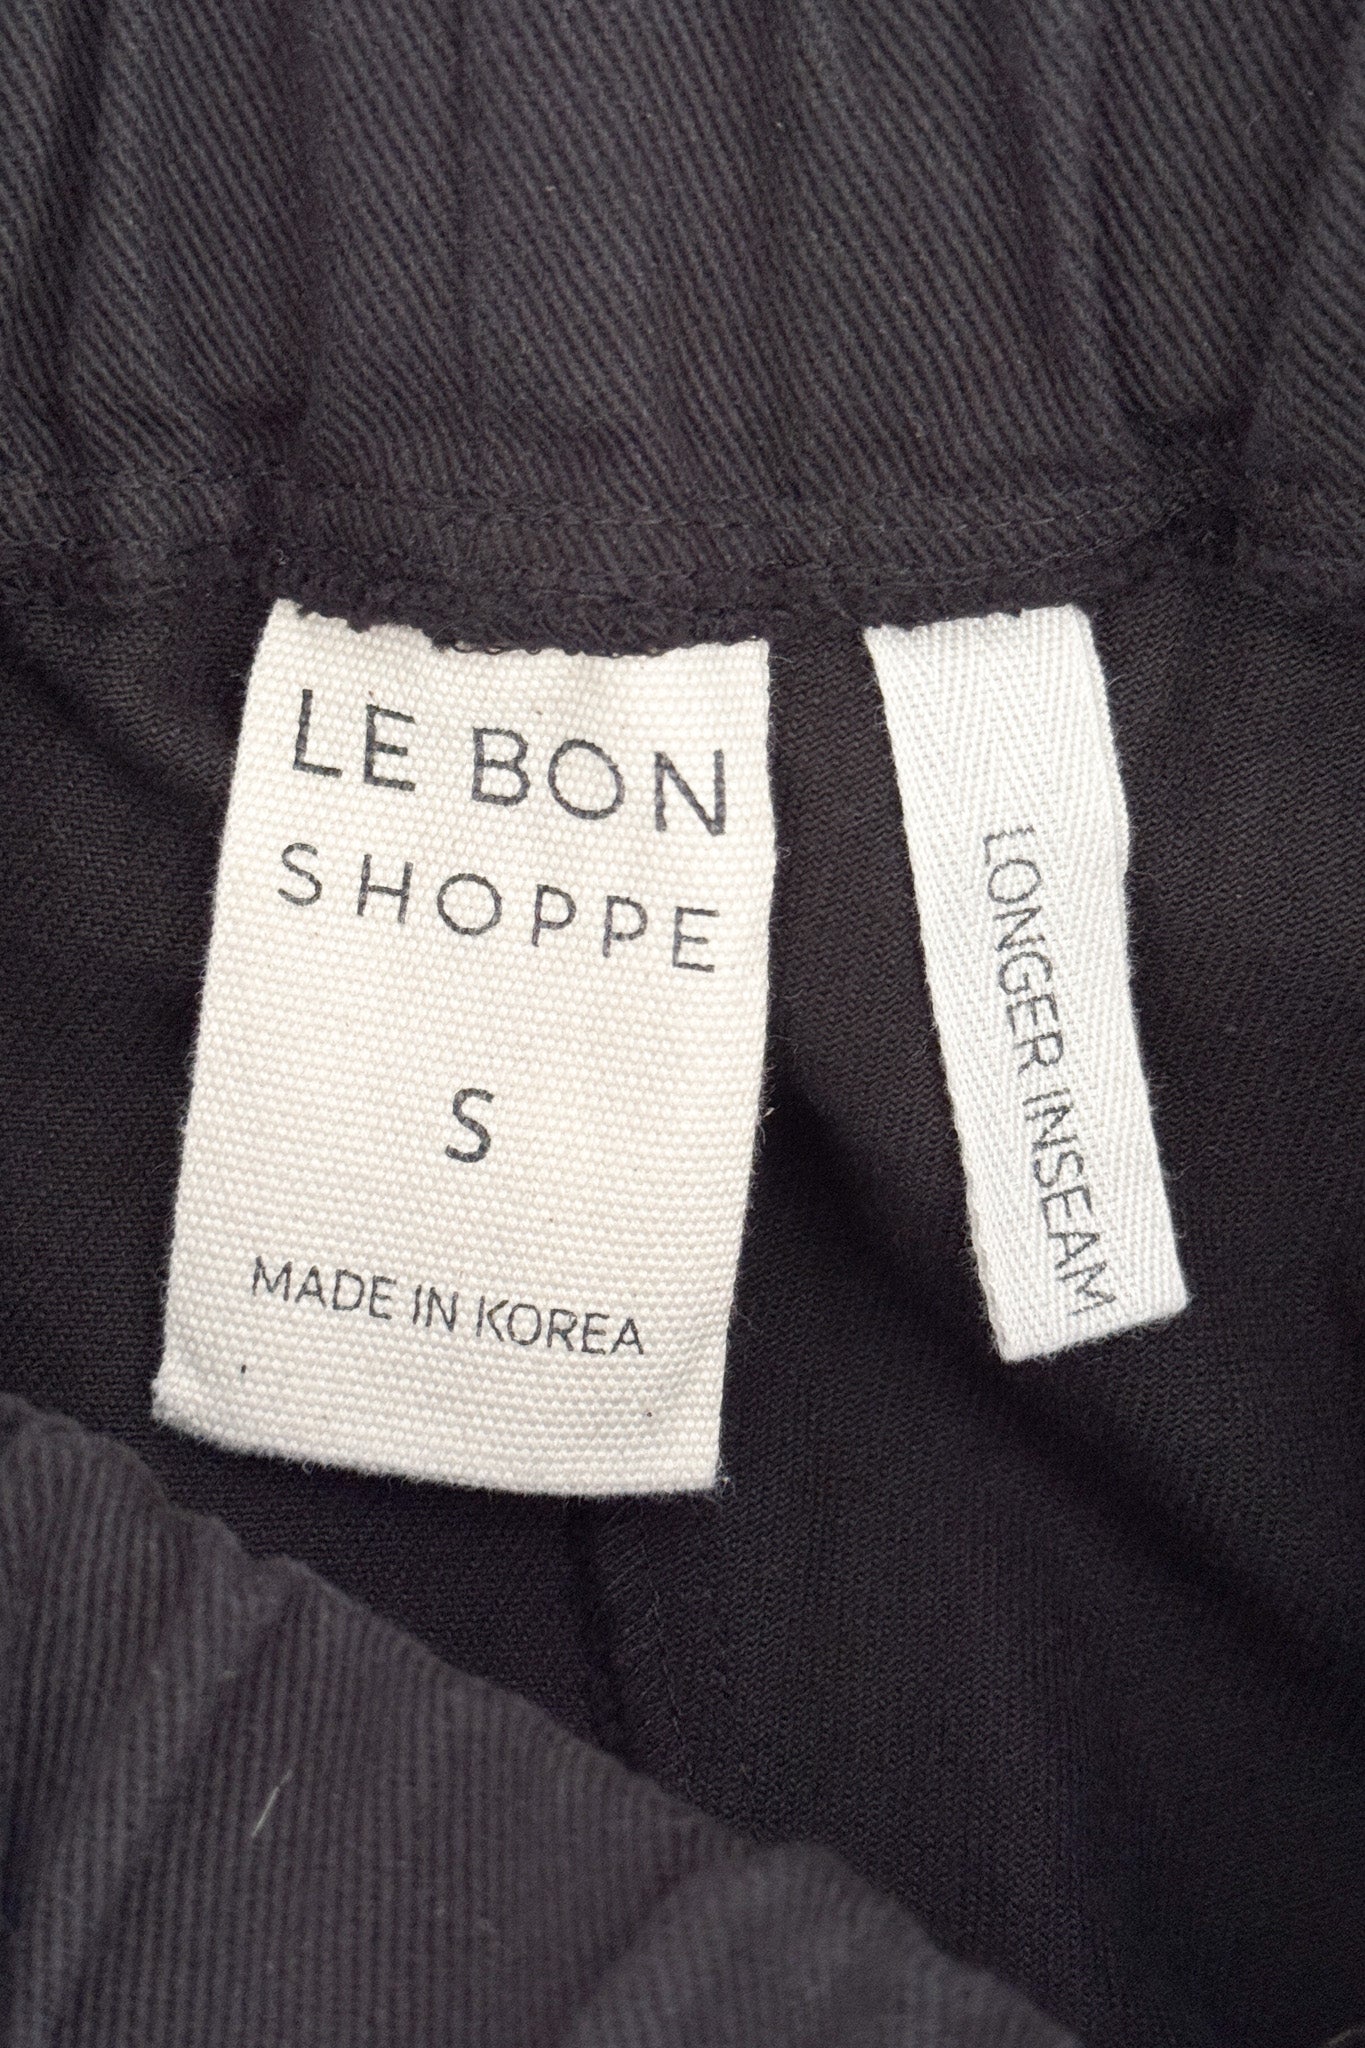 LE BON
SHOPPE
S
MADE IN KOREA
LONGER INSEAM